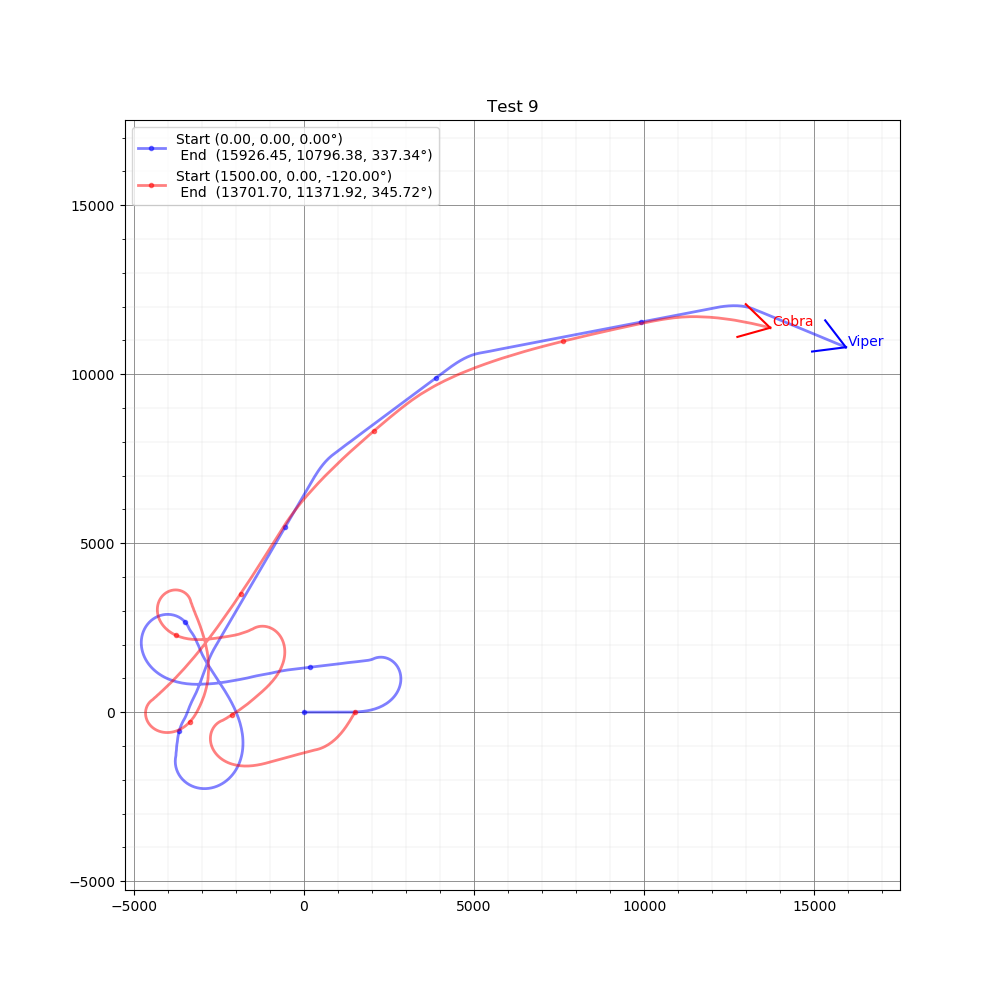 Test 9
Start (0.00, 0.00, 0.00°)
End  (15926.45, 10796.38, 337.34°)
Start (1500.00, 0.00, -120.00°)
End  (13701.70, 11371.92, 345.72°)
15000
10000
5000
0
−5000
Cobra
Viper
−5000
0
5000
10000
15000